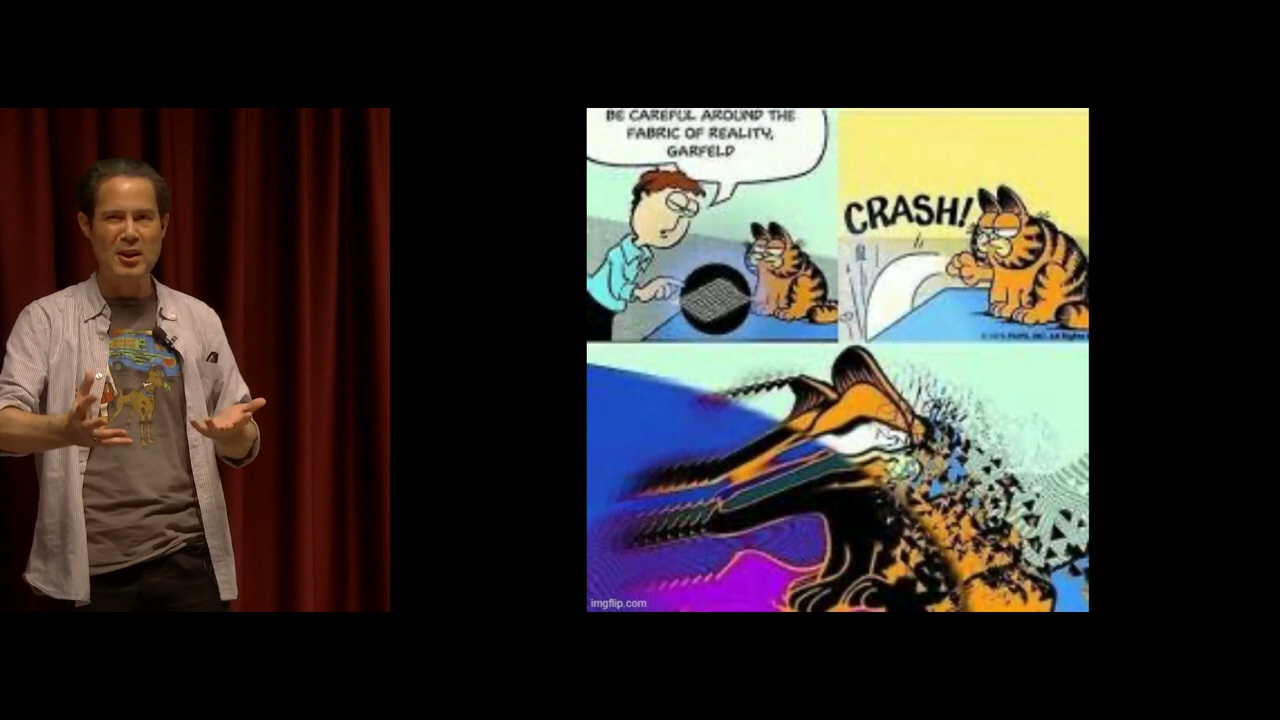 BE CAREFUL AROUND THE
FABRIC OF REALITY,
GARFELD
CRASH!
imgflip.com